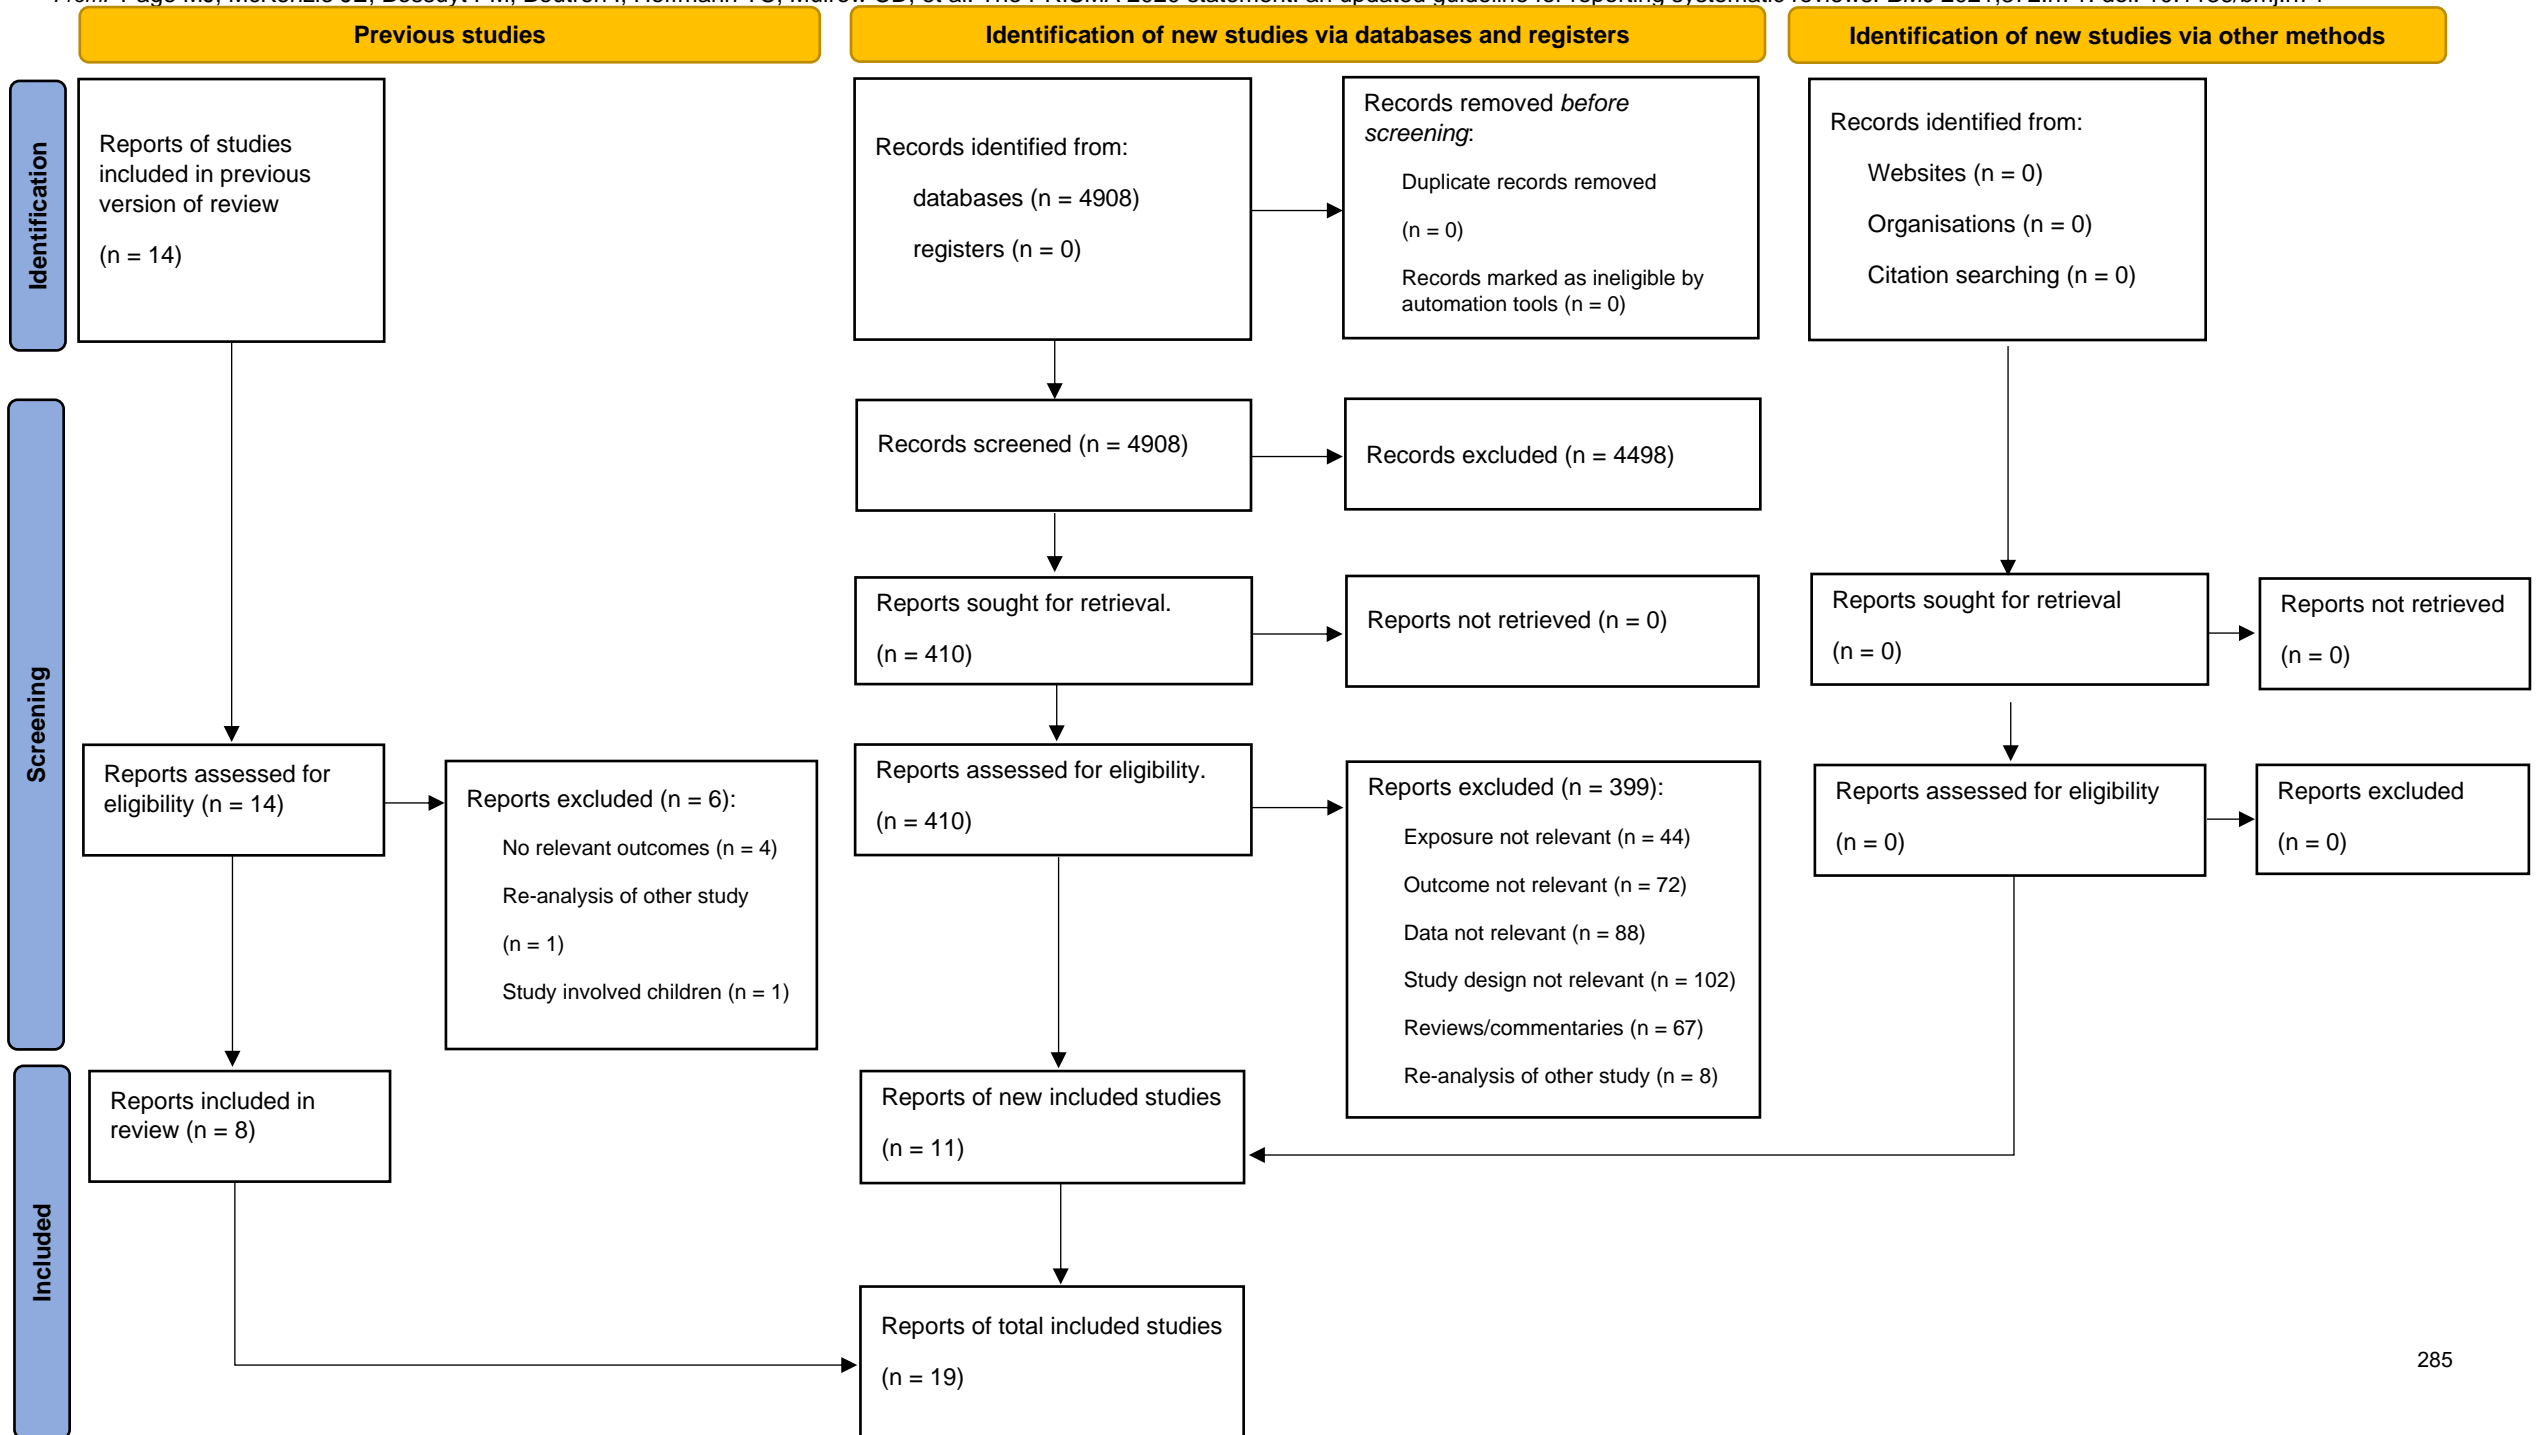 Previous studies
Identification of new studies via databases and registers
Identification of new studies via other methods
Identification
Reports of studies
included in previous
version of review
(n = 14)
Records identified from:
databases (n = 4908)
registers (n = 0)
Records removed before
screening:
Duplicate records removed
(n = 0)
Records marked as ineligible by
automation tools (n = 0)
Records identified from:
Websites (n = 0)
Organisations (n = 0)
Citation searching (n = 0)
Screening
Records screened (n = 4908)
Records excluded (n = 4498)
Reports sought for retrieval.
(n = 410)
Reports not retrieved (n = 0)
Reports sought for retrieval
(n = 0)
Reports not retrieved
(n = 0)
Reports assessed for
eligibility (n = 14)
Reports excluded (n = 6):
No relevant outcomes (n = 4)
Re-analysis of other study
(n = 1)
Study involved children (n = 1)
Reports assessed for eligibility.
(n = 410)
Reports excluded (n = 399):
Exposure not relevant (n = 44)
Outcome not relevant (n = 72)
Data not relevant (n = 88)
Study design not relevant (n = 102)
Reviews/commentaries (n = 67)
Re-analysis of other study (n = 8)
Reports assessed for eligibility
(n = 0)
Reports excluded
(n = 0)
Included
Reports included in
review (n = 8)
Reports of new included studies
(n = 11)
Reports of total included studies
(n = 19)
285